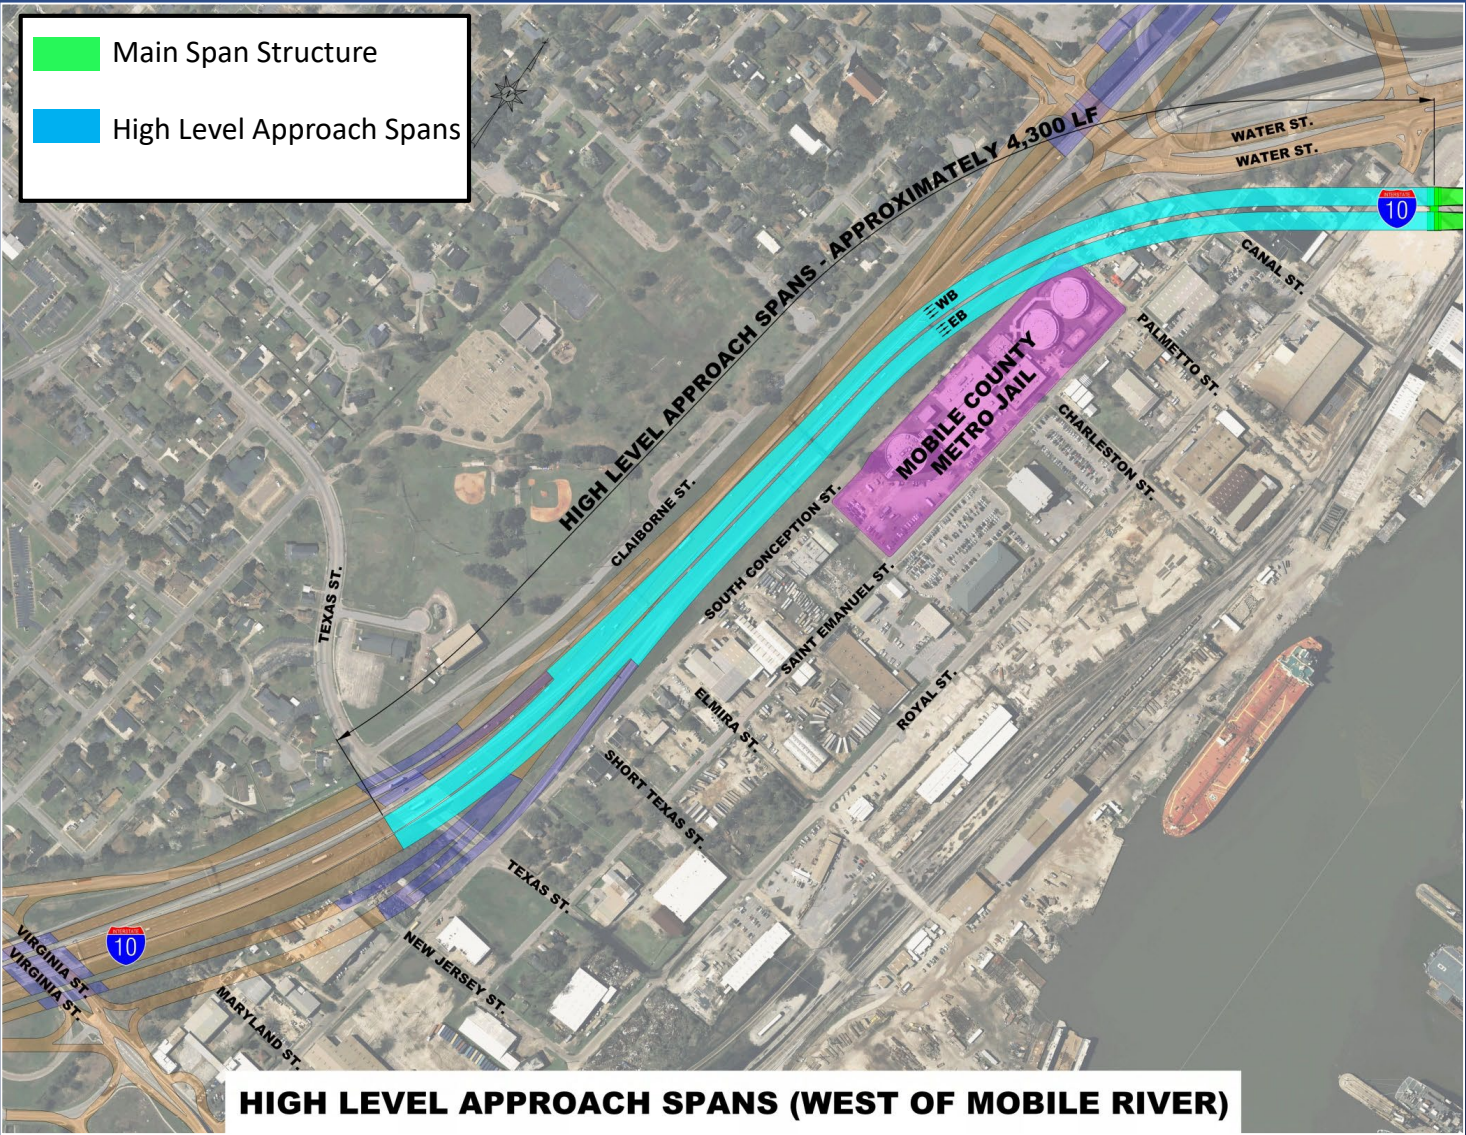 Main Span Structure
High Level Approach Spans
HIGH LEVEL APPROACH SPANS - APPROXIMATELY 4,300 LF
WATER ST.
WATER ST.
INTERSTATE
10
CANAL ST.
WB
EB
PALMETTO ST.
MOBILE COUNTY
METRO JAIL
CHARLESTON ST.
CLAIBORNE ST.
SOUTH CONCEPTION ST.
TEXAS ST.
SAINT EMANUEL ST.
ROYAL ST.
ELMIRA ST.
SHORT TEXAS ST.
TEXAS ST.
NEW JERSEY ST.
INTERSTATE
10
VIRGINIA ST.
VIRGINIA ST.
MARYLAND ST.
HIGH LEVEL APPROACH SPANS (WEST OF MOBILE RIVER)